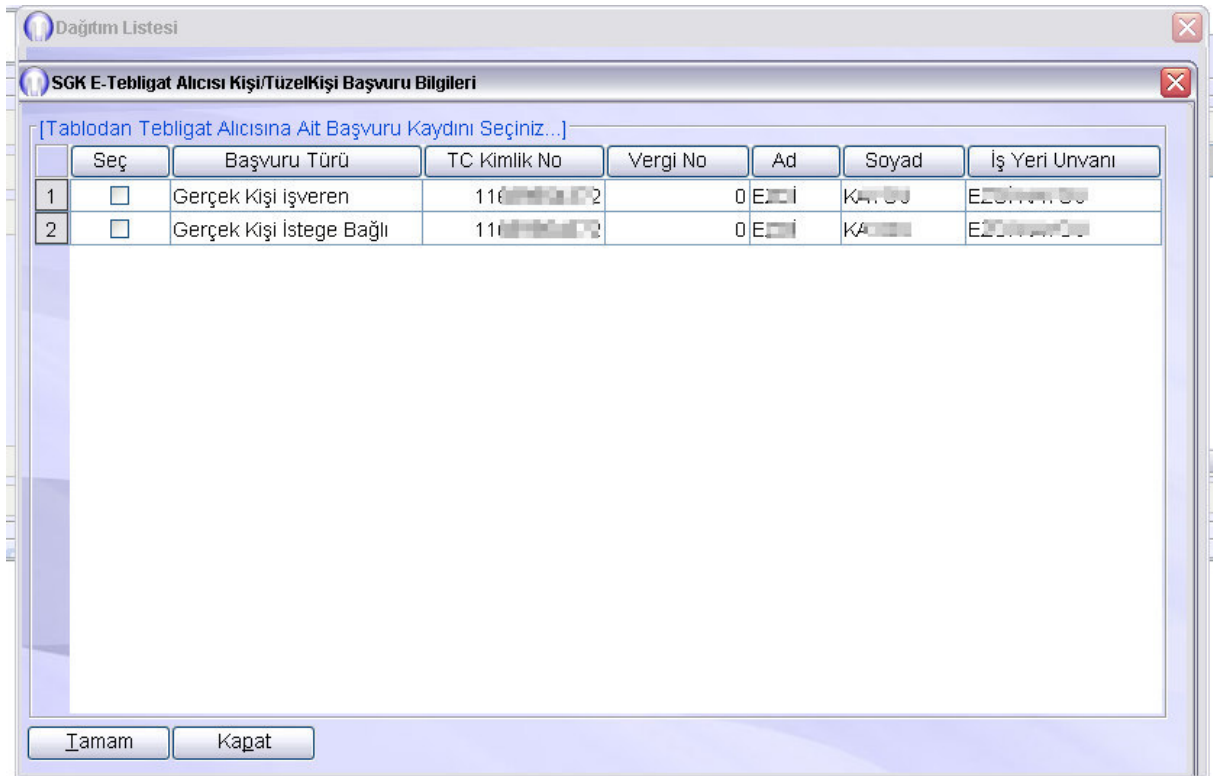 Dağıtım Listesi
SGK E-Tebligat Alıcısı Kişi/TüzelKişi Başvuru Bilgileri
[Tablodan Tebligat Alıcısına Ait Başvuru Kaydını Seçiniz...]
Seç Başvuru Türü TC Kimlik No Vergi No Ad Soyad İş Yeri Unvanı
1 Gerçek Kişi işveren 0
2 Gerçek Kişi İstege Bağlı 0
Tamam Kapat